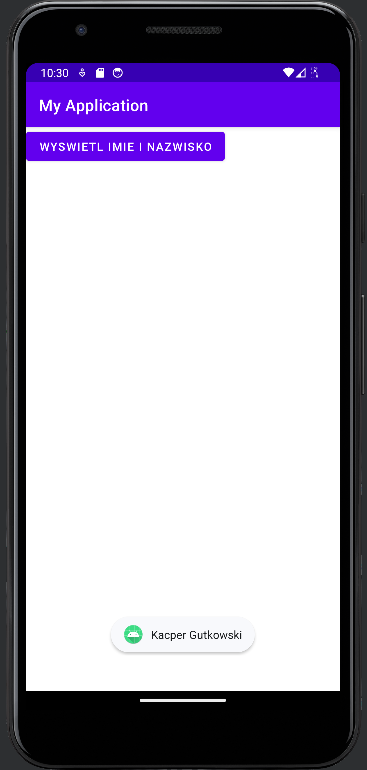 10:30
My Application
WYSWIETL IMIE I NAZWISKO
Kacper Gutkowski